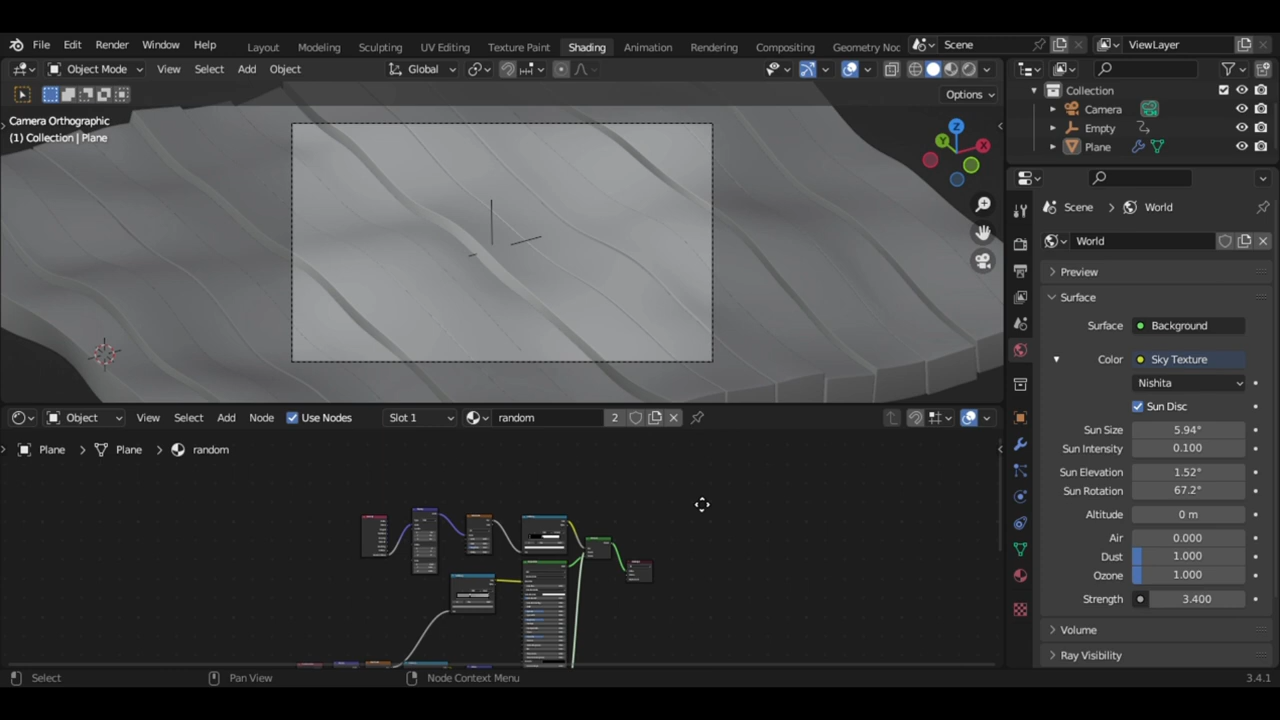 File Edit Render Window Help Layout Modeling Sculpting UV Editing Texture Paint Shading Animation Rendering Compositing Geometry Noc Scene ViewLayer
Object Mode View Select Add Object Global
Options
Camera Orthographic
(1) Collection | Plane
Z
Y
X
Collection
Camera
Empty
Plane
Scene > World
World
Preview
Surface
Surface Background
Color Sky Texture
Nishita
Sun Disc
Sun Size 5.94°
Sun Intensity 0.100
Sun Elevation 1.52°
Sun Rotation 67.2°
Altitude 0 m
Air 0.000
Dust 1.000
Ozone 1.000
Strength 3.400
Volume
Ray Visibility
Object View Select Add Node Use Nodes Slot 1 random 2
Plane > Plane > random
Select Pan View Node Context Menu 3.4.1